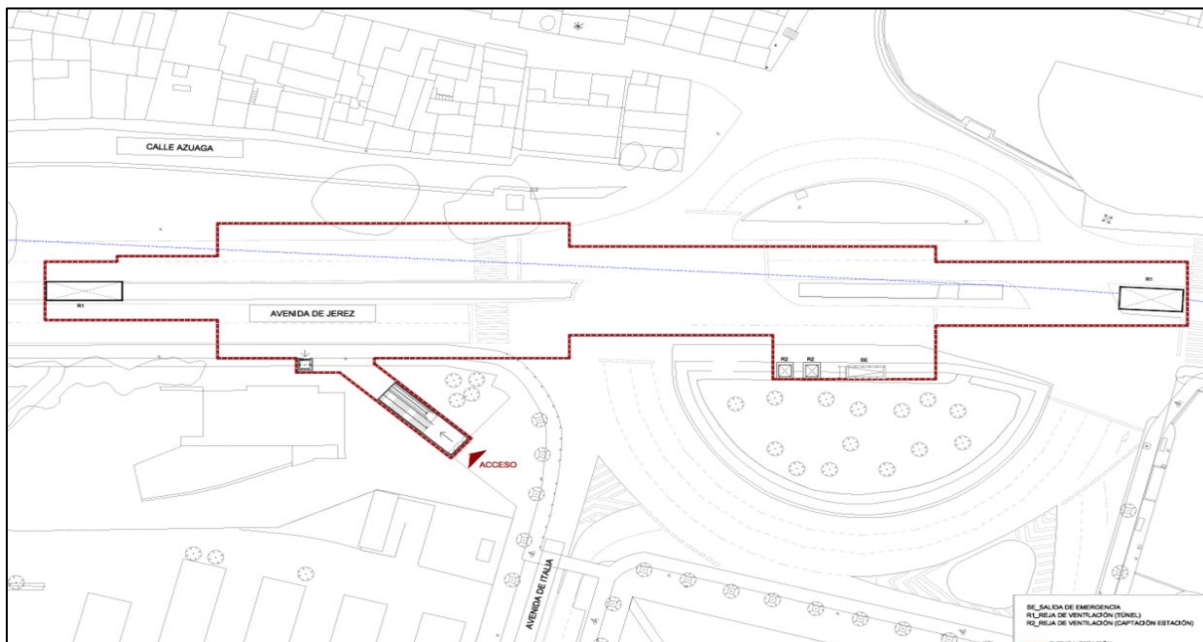 CALLE AZUAGA
R1
R1
AVENIDA DE JEREZ
R2 R2 SE
ACCESO
AVENIDA DE ITALIA
SE_SALIDA DE EMERGENCIA
R1_REJA DE VENTILACIÓN (TÚNEL)
R2_REJA DE VENTILACIÓN (CAPTACIÓN ESTACIÓN)